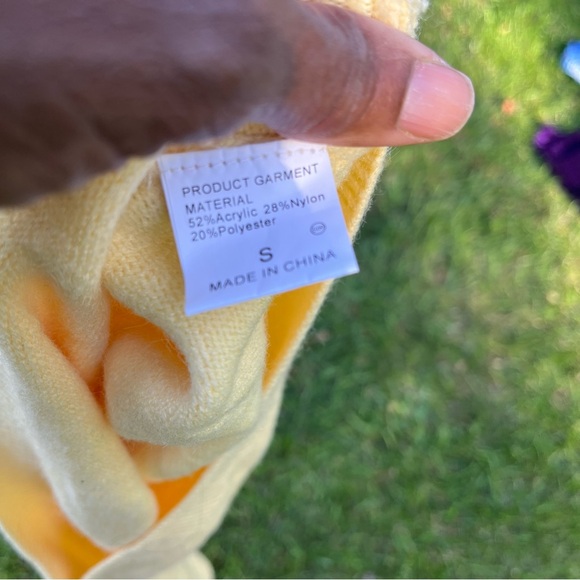 PRODUCT GARMENT
MATERIAL
52%Acrylic 28%Nylon
20%Polyester
S
MADE IN CHINA